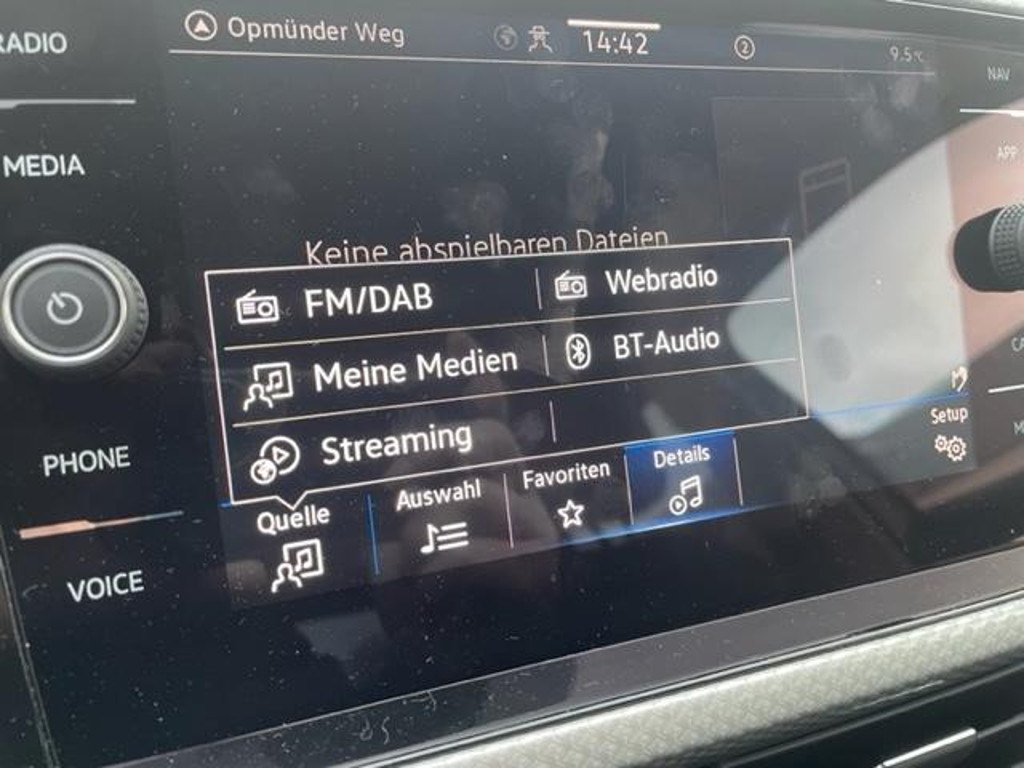 RADIO
Opmünder Weg
14:42
2
9.5°C
NAV
MEDIA
APP
Keine abspielbaren Dateien
FM/DAB
Webradio
Meine Medien
BT-Audio
Streaming
Setup
PHONE
Quelle
Auswahl
Favoriten
Details
VOICE